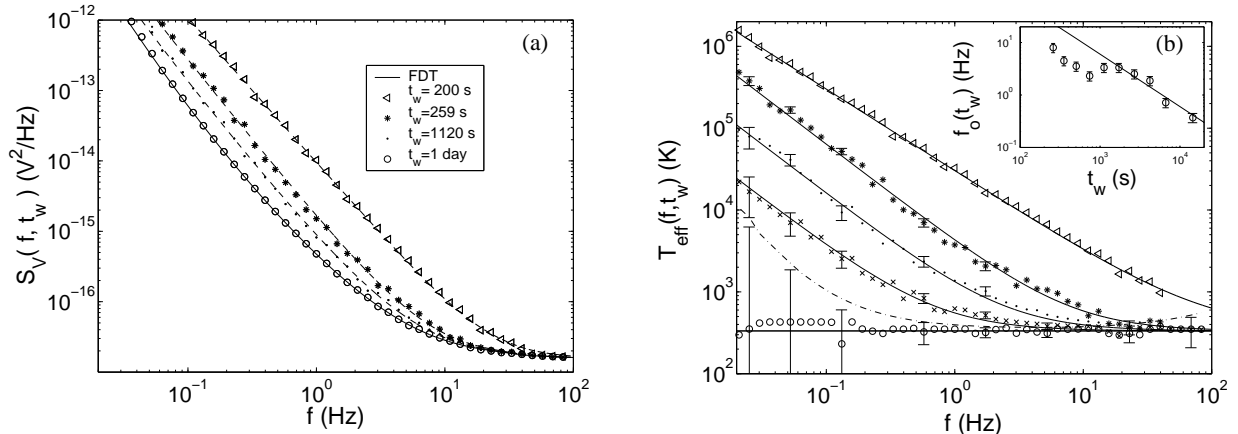 (a)
S_V( f, t_w ) (V^2/Hz)
10^-12
10^-13
10^-14
10^-15
10^-16
10^-1 10^0 10^1 10^2
f (Hz)
FDT
t_w= 200 s
t_w=259 s
t_w=1120 s
t_w=1 day
(b)
T_eff(f,t_w) (K)
10^6
10^5
10^4
10^3
10^2
10^-1 10^0 10^1 10^2
f (Hz)
f_o(t_w) (Hz)
10^1
10^0
10^-1
10^2 10^3 10^4
t_w (s)